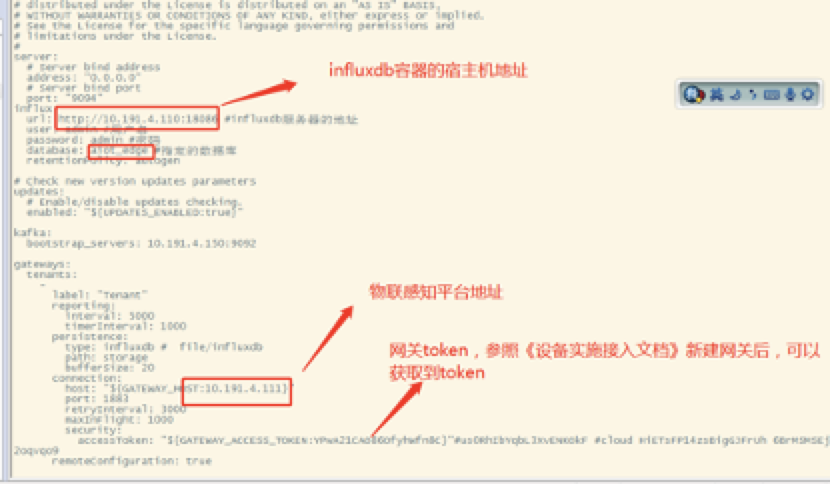 # distributed under the License is distributed on an "AS IS" BASIS,
# WITHOUT WARRANTIES OR CONDITIONS OF ANY KIND, either express or implied.
# See the License for the specific language governing permissions and
# limitations under the License.
#
server:
# Server bind address
address: "0.0.0.0"
# Server bind port
port: "9094"
influxdb容器的宿主机地址
influx
url: http://10.191.4.110:18086 #influxdb服务器的地址
user: admin #用户名
password: admin #密码
database: aiot_edge #指定的数据库
retentionPolicy: autogen
# Check new version updates parameters
updates:
# Enable/disable updates checking.
enabled: "${UPDATES_ENABLED:true}"
kafka:
bootstrap_servers: 10.191.4.150:9092
gateways:
tenants:
-
label: "Tenant"
reporting:
interval: 5000
timerInterval: 1000
persistence:
type: influxdb # file/influxdb
path: storage
bufferSize: 20
connection:
物联感知平台地址
host: "${GATEWAY_HOST:10.191.4.111}"
port: 1883
retryInterval: 3000
maxInFlight: 1000
security:
网关token，参照《设备实施接入文档》新建网关后，可以
获取到token
accessToken: "${GATEWAY_ACCESS_TOKEN: #cloud
remoteConfiguration: true